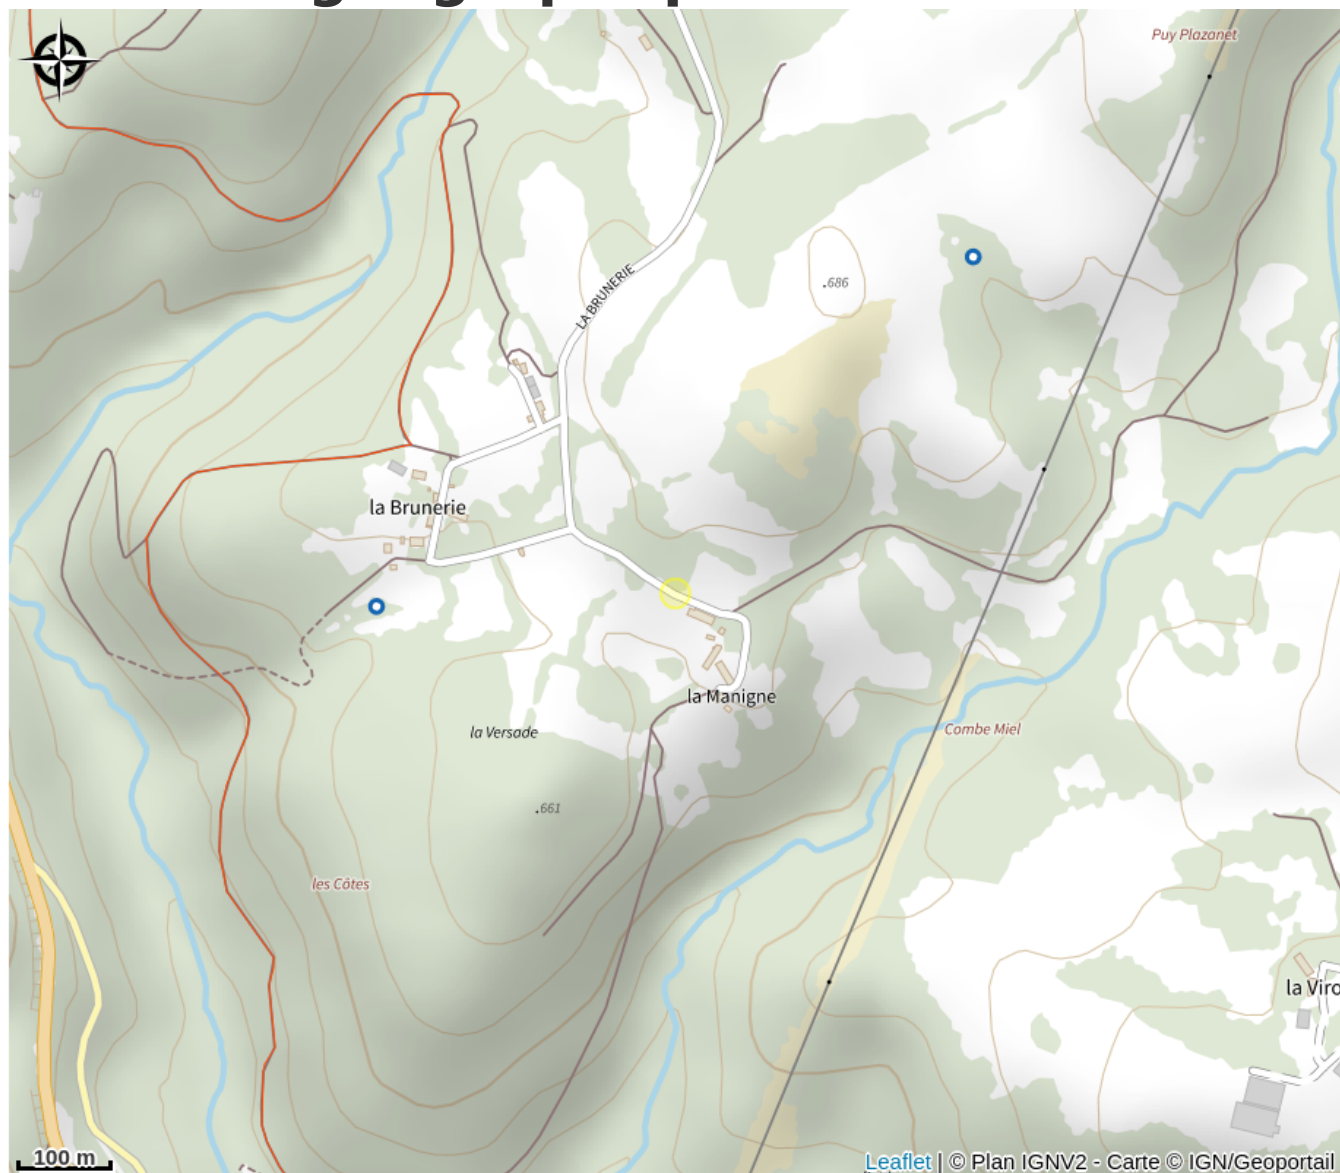 Puy Plazanet
.686
LA BRUNERIE
la Brunerie
la Manigne
la Versade
Combe Miel
.661
les Côtes
la Viro
100 m
Leaflet | © Plan IGNV2 - Carte © IGN/Geoportail